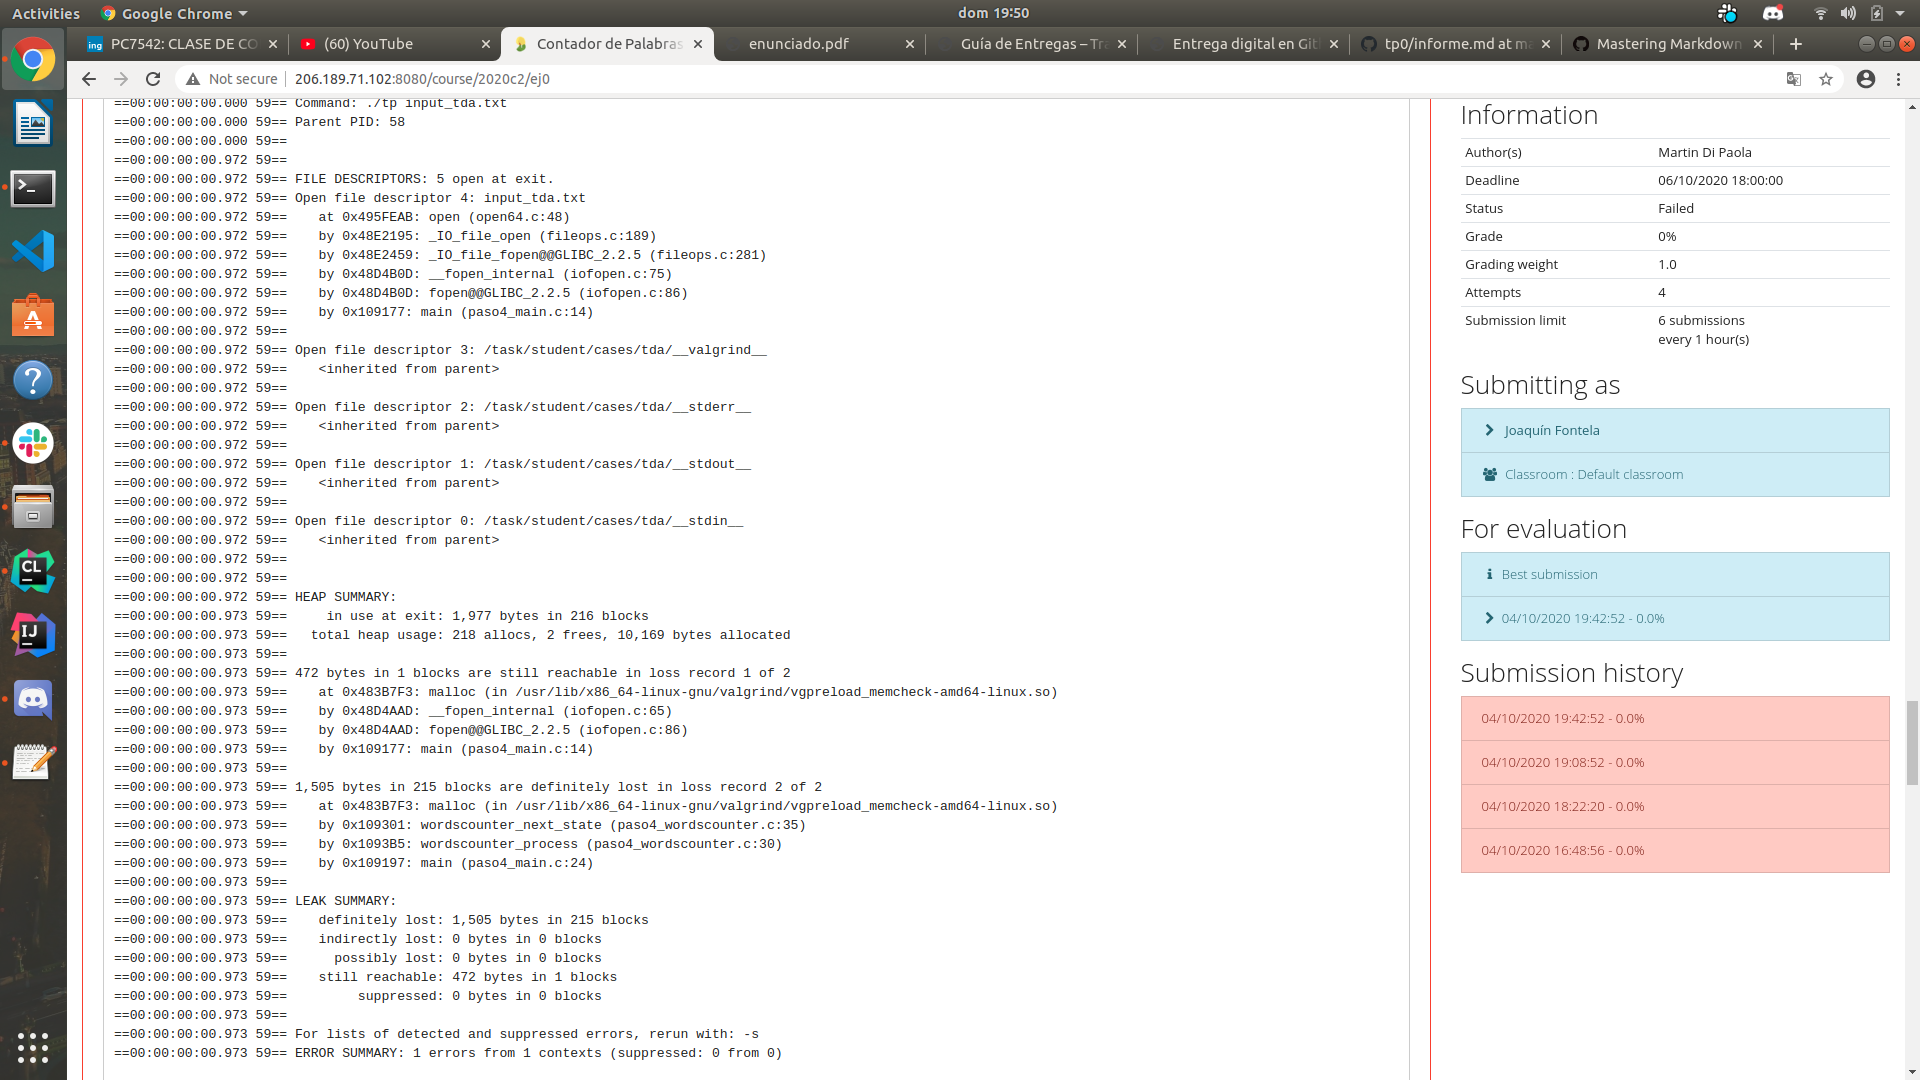 Activities
Google Chrome
dom 19:50
PC7542: CLASE DE CO
(60) YouTube
Contador de Palabras
enunciado.pdf
Guía de Entregas – Tra
Entrega digital en Git
tp0/informe.md at ma
Mastering Markdown
Not secure
206.189.71.102:8080/course/2020c2/ej0
==00:00:00:00.000 59== Command: ./tp input_tda.txt
==00:00:00:00.000 59== Parent PID: 58
==00:00:00:00.000 59==
==00:00:00:00.972 59==
==00:00:00:00.972 59== FILE DESCRIPTORS: 5 open at exit.
==00:00:00:00.972 59== Open file descriptor 4: input_tda.txt
==00:00:00:00.972 59==    at 0x495FEAB: open (open64.c:48)
==00:00:00:00.972 59==    by 0x48E2195: _IO_file_open (fileops.c:189)
==00:00:00:00.972 59==    by 0x48E2459: _IO_file_fopen@@GLIBC_2.2.5 (fileops.c:281)
==00:00:00:00.972 59==    by 0x48D4B0D: __fopen_internal (iofopen.c:75)
==00:00:00:00.972 59==    by 0x48D4B0D: fopen@@GLIBC_2.2.5 (iofopen.c:86)
==00:00:00:00.972 59==    by 0x109177: main (paso4_main.c:14)
==00:00:00:00.972 59==
==00:00:00:00.972 59== Open file descriptor 3: /task/student/cases/tda/__valgrind__
==00:00:00:00.972 59==    <inherited from parent>
==00:00:00:00.972 59==
==00:00:00:00.972 59== Open file descriptor 2: /task/student/cases/tda/__stderr__
==00:00:00:00.972 59==    <inherited from parent>
==00:00:00:00.972 59==
==00:00:00:00.972 59== Open file descriptor 1: /task/student/cases/tda/__stdout__
==00:00:00:00.972 59==    <inherited from parent>
==00:00:00:00.972 59==
==00:00:00:00.972 59== Open file descriptor 0: /task/student/cases/tda/__stdin__
==00:00:00:00.972 59==    <inherited from parent>
==00:00:00:00.972 59==
==00:00:00:00.972 59==
==00:00:00:00.972 59== HEAP SUMMARY:
==00:00:00:00.973 59==     in use at exit: 1,977 bytes in 216 blocks
==00:00:00:00.973 59==   total heap usage: 218 allocs, 2 frees, 10,169 bytes allocated
==00:00:00:00.973 59==
==00:00:00:00.973 59== 472 bytes in 1 blocks are still reachable in loss record 1 of 2
==00:00:00:00.973 59==    at 0x483B7F3: malloc (in /usr/lib/x86_64-linux-gnu/valgrind/vgpreload_memcheck-amd64-linux.so)
==00:00:00:00.973 59==    by 0x48D4AAD: __fopen_internal (iofopen.c:65)
==00:00:00:00.973 59==    by 0x48D4AAD: fopen@@GLIBC_2.2.5 (iofopen.c:86)
==00:00:00:00.973 59==    by 0x109177: main (paso4_main.c:14)
==00:00:00:00.973 59==
==00:00:00:00.973 59== 1,505 bytes in 215 blocks are definitely lost in loss record 2 of 2
==00:00:00:00.973 59==    at 0x483B7F3: malloc (in /usr/lib/x86_64-linux-gnu/valgrind/vgpreload_memcheck-amd64-linux.so)
==00:00:00:00.973 59==    by 0x109301: wordscounter_next_state (paso4_wordscounter.c:35)
==00:00:00:00.973 59==    by 0x1093B5: wordscounter_process (paso4_wordscounter.c:30)
==00:00:00:00.973 59==    by 0x109197: main (paso4_main.c:24)
==00:00:00:00.973 59==
==00:00:00:00.973 59== LEAK SUMMARY:
==00:00:00:00.973 59==    definitely lost: 1,505 bytes in 215 blocks
==00:00:00:00.973 59==    indirectly lost: 0 bytes in 0 blocks
==00:00:00:00.973 59==      possibly lost: 0 bytes in 0 blocks
==00:00:00:00.973 59==    still reachable: 472 bytes in 1 blocks
==00:00:00:00.973 59==         suppressed: 0 bytes in 0 blocks
==00:00:00:00.973 59==
==00:00:00:00.973 59== For lists of detected and suppressed errors, rerun with: -s
==00:00:00:00.973 59== ERROR SUMMARY: 1 errors from 1 contexts (suppressed: 0 from 0)
Information
Author(s) Martin Di Paola
Deadline 06/10/2020 18:00:00
Status Failed
Grade 0%
Grading weight 1.0
Attempts 4
Submission limit 6 submissions
every 1 hour(s)
Submitting as
Joaquín Fontela
Classroom : Default classroom
For evaluation
Best submission
04/10/2020 19:42:52 - 0.0%
Submission history
04/10/2020 19:42:52 - 0.0%
04/10/2020 19:08:52 - 0.0%
04/10/2020 18:22:20 - 0.0%
04/10/2020 16:48:56 - 0.0%